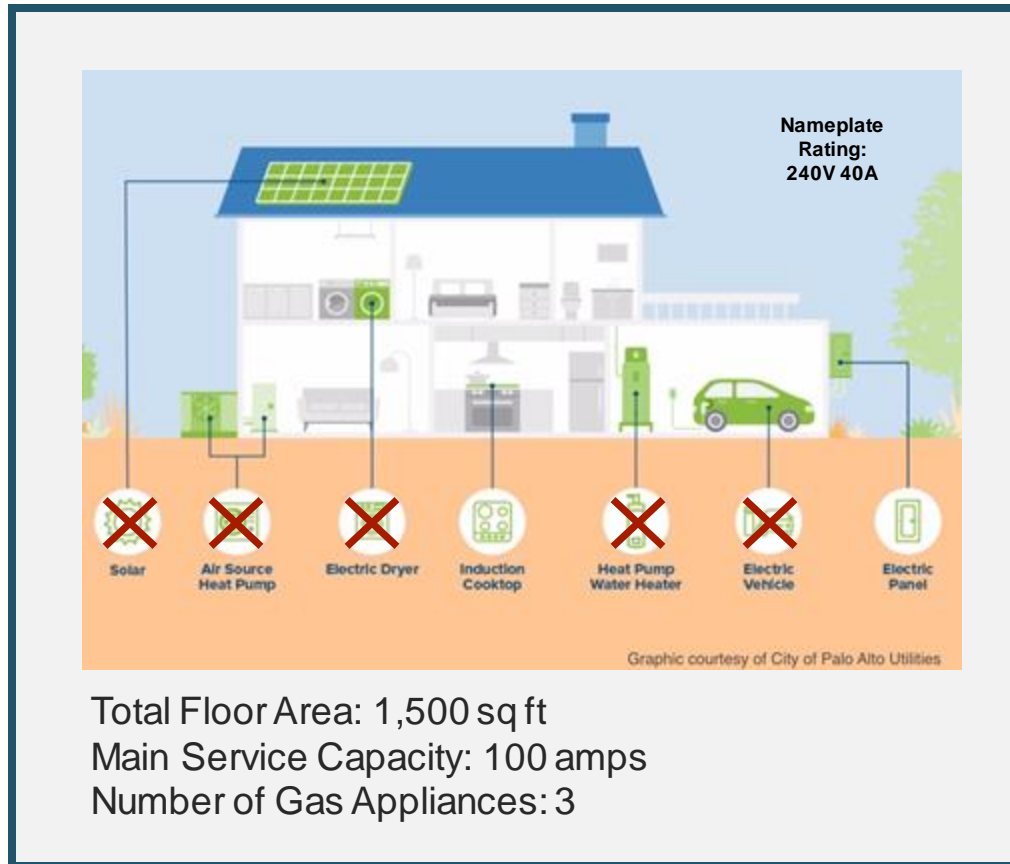 Nameplate
Rating:
240V 40A
Solar
Air Source
Heat Pump
Electric Dryer
Induction
Cooktop
Heat Pump
Water Heater
Electric
Vehicle
Electric
Panel
Graphic courtesy of City of Palo Alto Utilities
Total Floor Area: 1,500 sq ft
Main Service Capacity: 100 amps
Number of Gas Appliances: 3